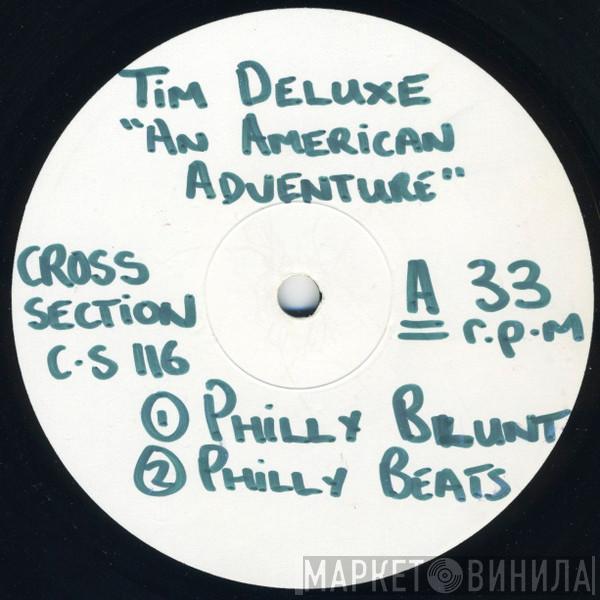 Tim Deluxe
"An American
Adventure"
Cross
Section
C·S 116
A 33
r.p.m
① Philly Blunt
② Philly Beats
МАРКЕТ ВИНИЛА